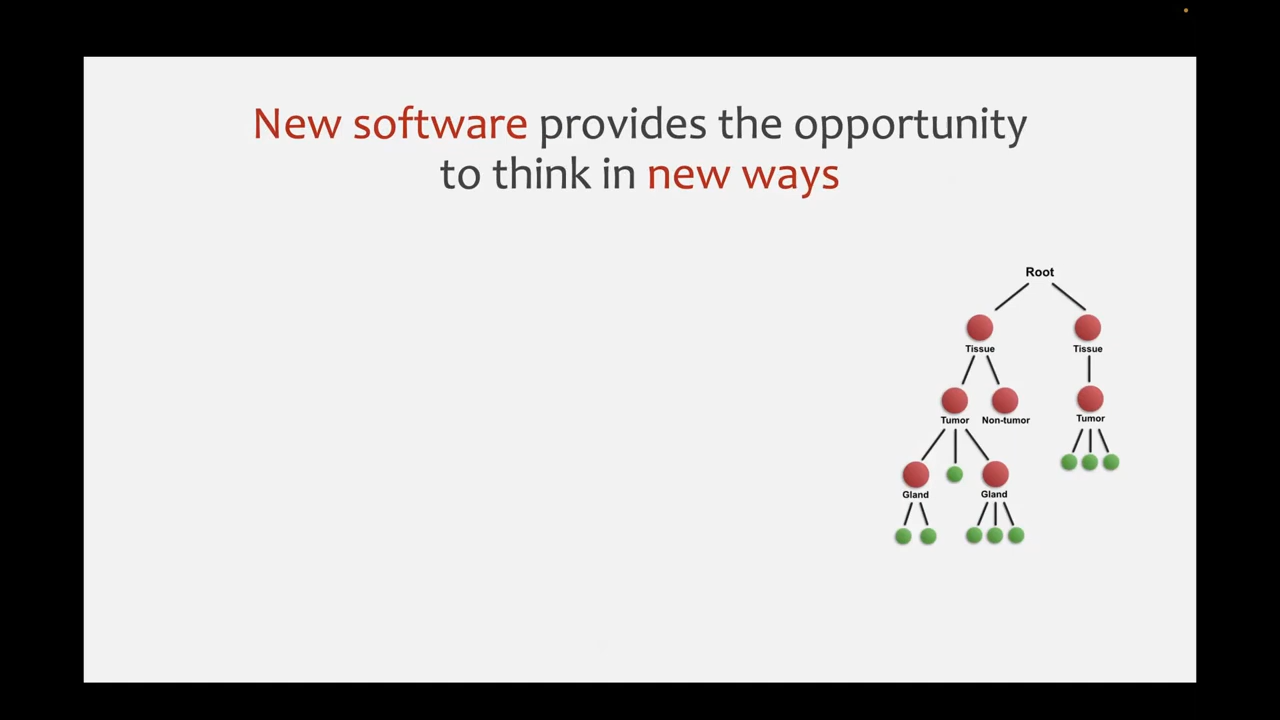 New software provides the opportunity
to think in new ways
Root
Tissue Tissue
Tumor Non-tumor Tumor
Gland Gland